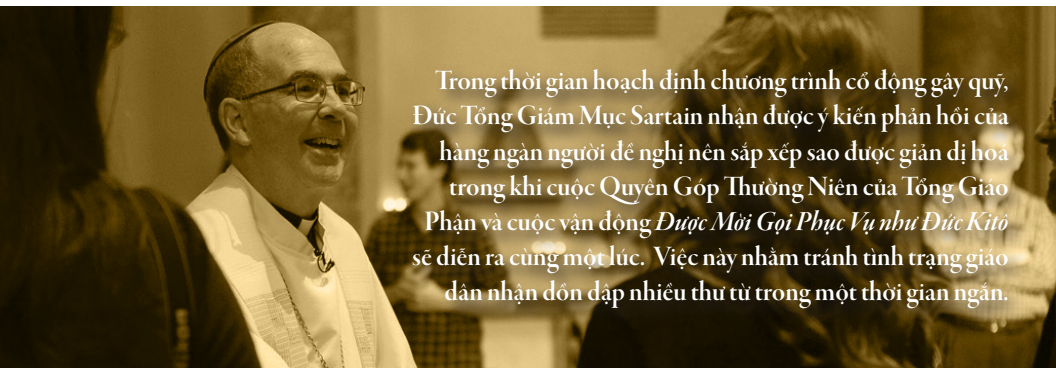 Trong thời gian hoạch định chương trình cổ động gây quỹ,
Đức Tổng Giám Mục Sartain nhận được ý kiến phản hồi của
hàng ngàn người đề nghị nên sắp xếp sao được giản dị hoá
trong khi cuộc Quyên Góp Thường Niên của Tổng Giáo
Phận và cuộc vận động Được Mời Gọi Phục Vụ như Đức Kitô
sẽ diễn ra cùng một lúc. Việc này nhằm tránh tình trạng giáo
dân nhận dồn dập nhiều thư từ trong một thời gian ngắn.